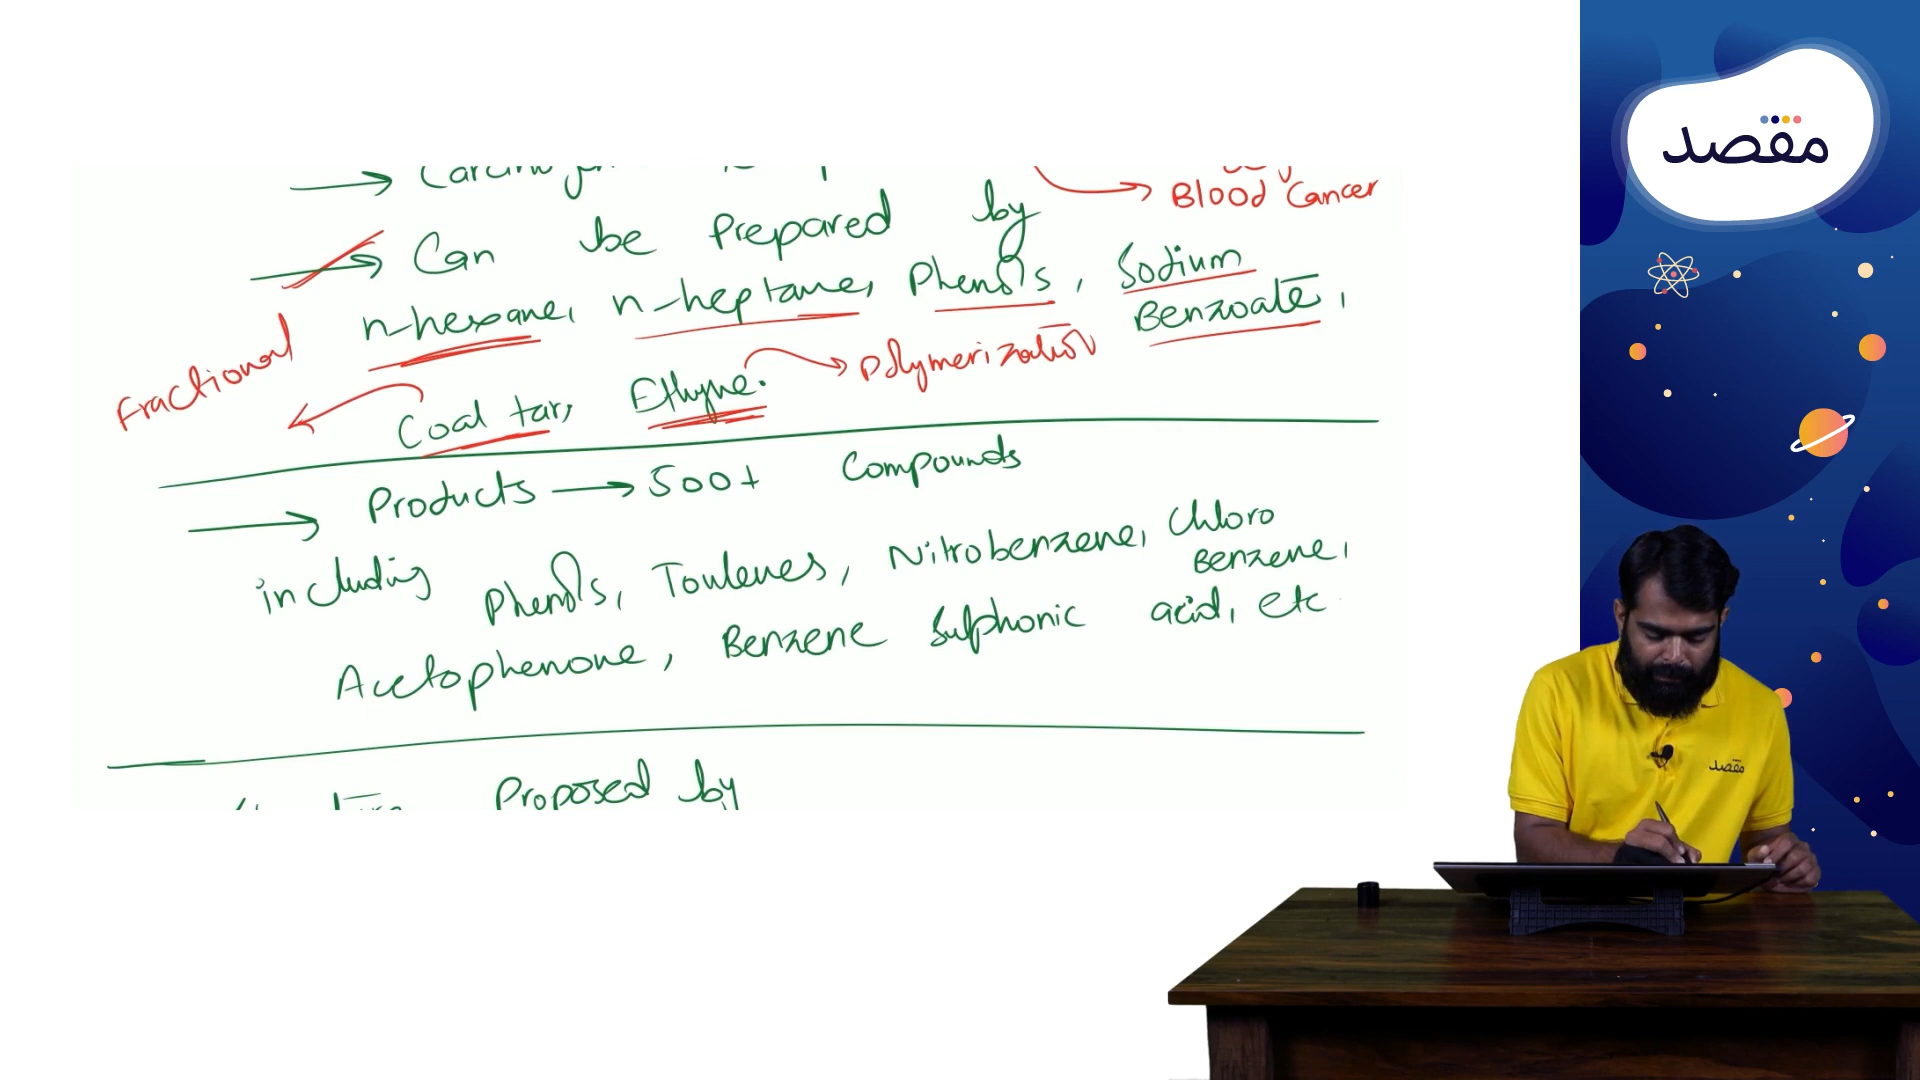 → Can be Prepared by
Blood Cancer
n-hexane, n-heptane, Phenols, Sodium Benzoate,
Fractional
Coal tar, Ethyne. → Polymerization
→ Products → 500+ Compounds
including Phenols, Toulenes, Nitrobenzene, Chloro Benzene,
Acetophenone, Benzene Sulphonic acid, etc
Proposed by
مقصد
مقصد